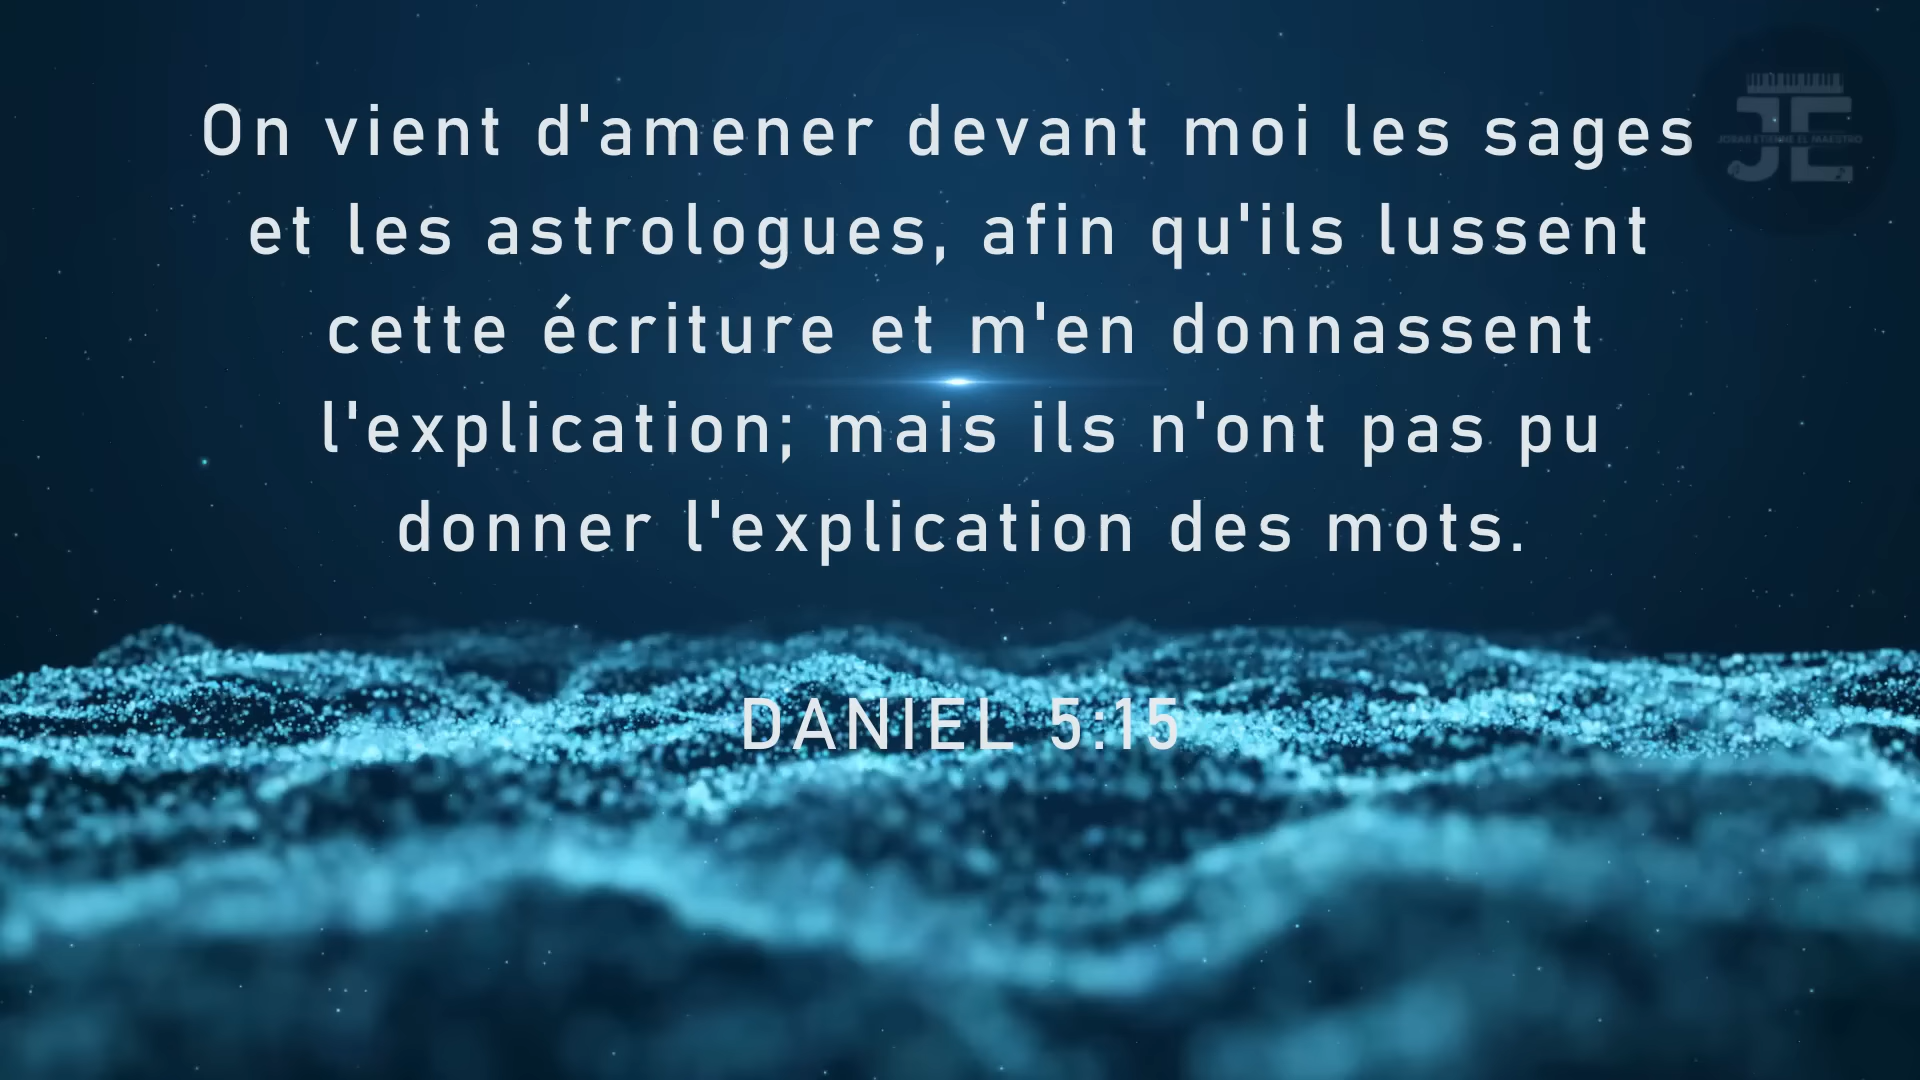 On vient d'amener devant moi les sages
et les astrologues, afin qu'ils lussent
cette écriture et m'en donnassent
l'explication; mais ils n'ont pas pu
donner l'explication des mots.
JE
DANIEL 5:15